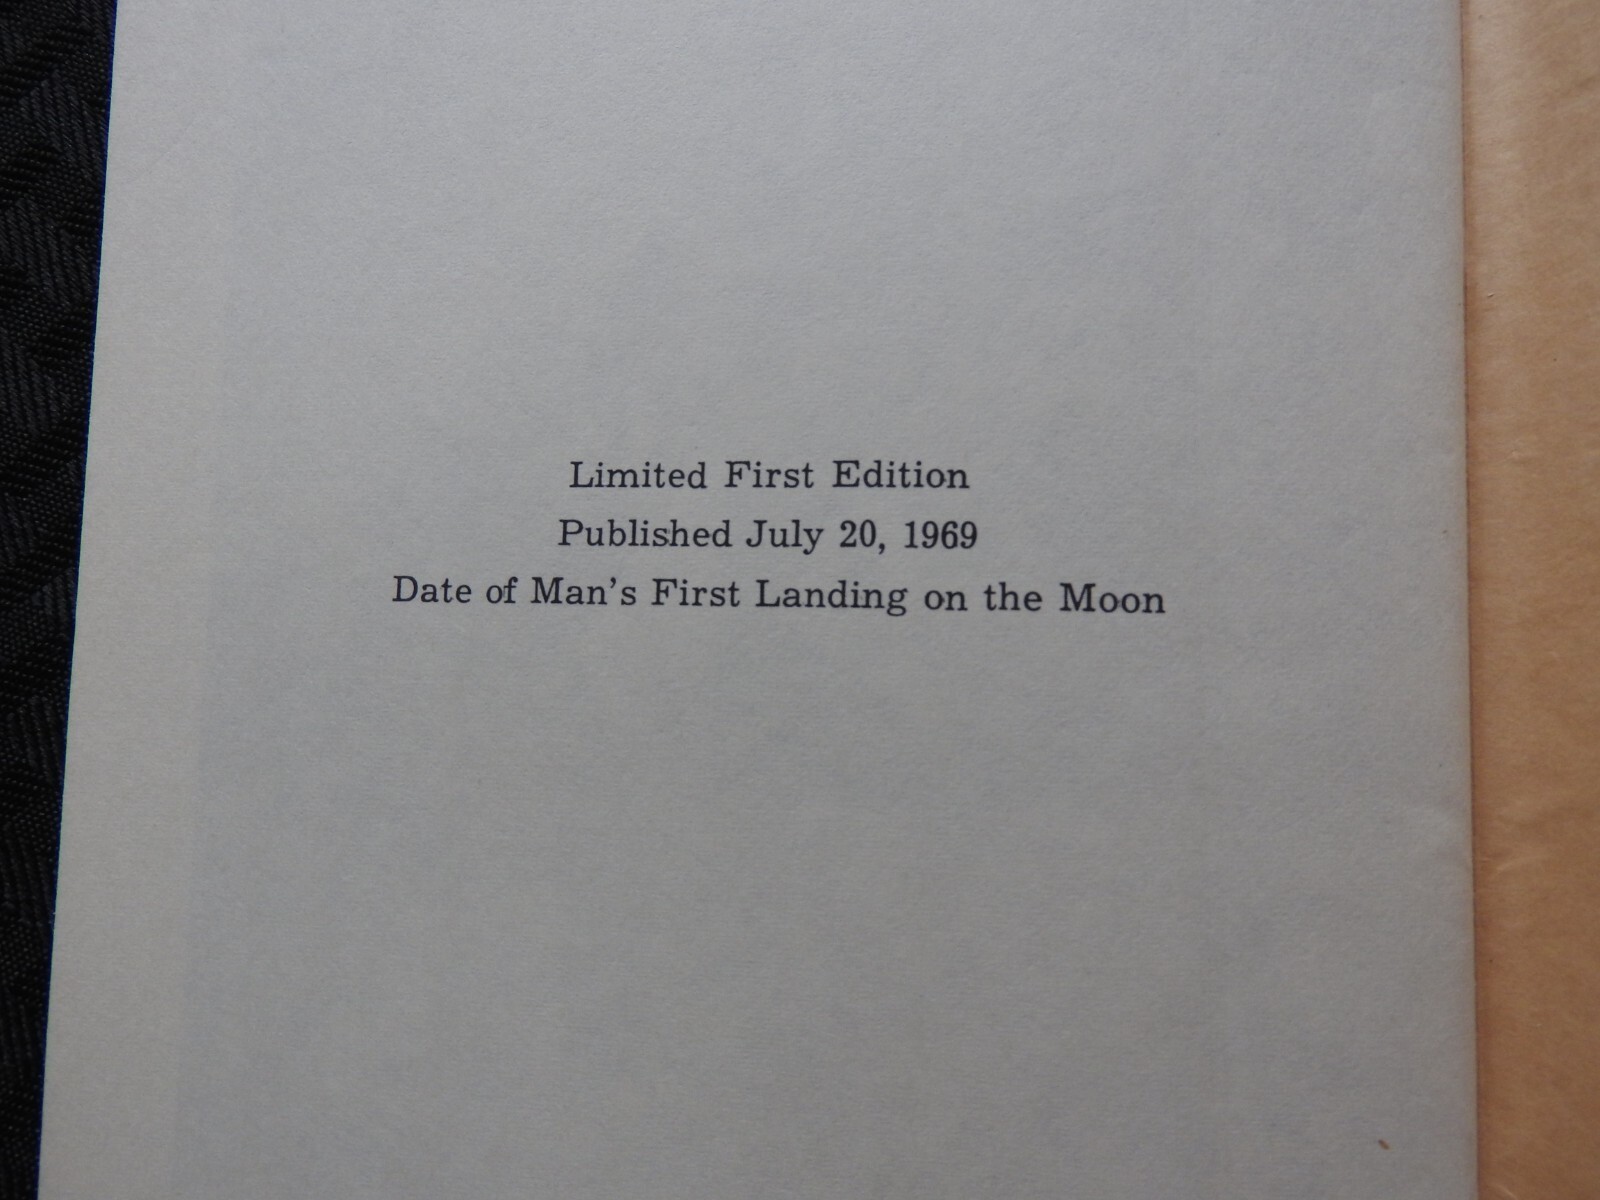 Limited First Edition
Published July 20, 1969
Date of Man's First Landing on the Moon